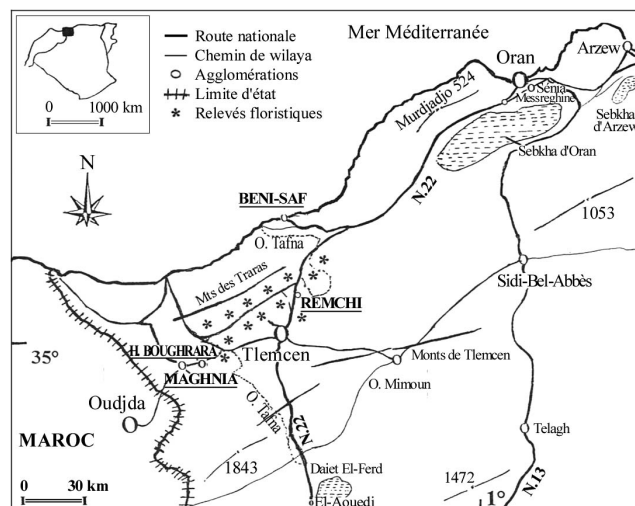 0 1000 km
Route nationale
Chemin de wilaya
Agglomérations
Limite d'état
Relevés floristiques
Mer Méditerranée
Oran
Arzew
Sénia
Messreghine
Murdjadjo 524
Sebkha
d'Arzew
Sebkha d'Oran
N
N.22
BENI-SAF
O. Tafna
1053
Mts des Traras
REMCHI
Sidi-Bel-Abbès
35°
H. BOUGHRARA
Tlemcen
Monts de Tlemcen
MAGHNIA
O. Mimoun
Oudjda
O. Tafna
N.22
Telagh
MAROC
1843
Daiet El-Ferd
1472
N.13
0 30 km
El-Aouedj
1°